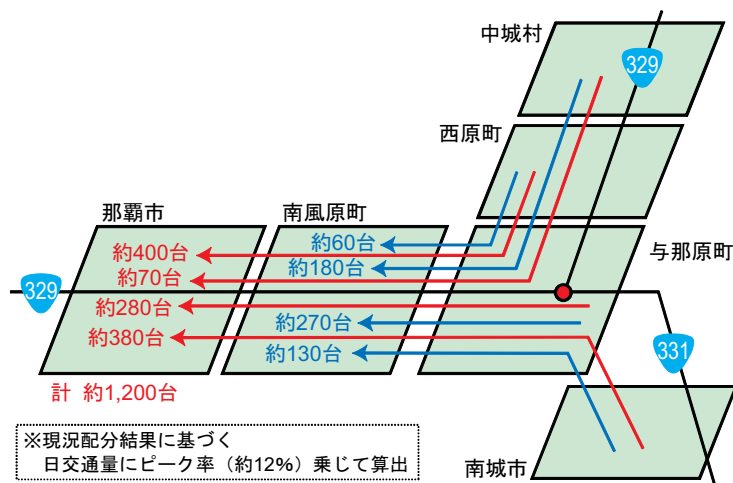 中城村
329
西原町
那覇市
南風原町
与那原町
約60台
約400台
約180台
約70台
329
約280台
約270台
約380台
約130台
331
計 約1,200台
南城市
※現況配分結果に基づく
日交通量にピーク率（約12%）乗じて算出